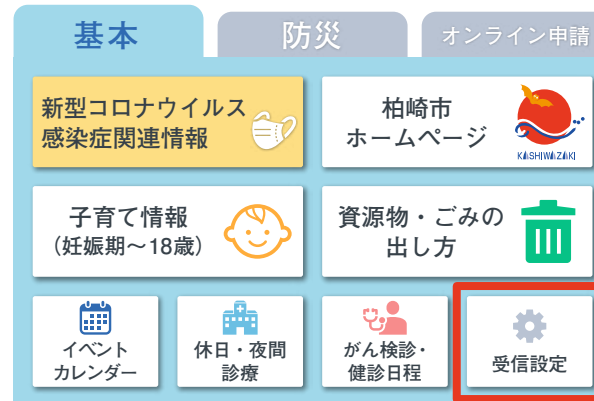 基本
防災
オンライン申請
新型コロナウイルス
感染症関連情報
柏崎市
ホームページ
KASHIWAZAKI
子育て情報
（妊娠期～18歳）
資源物・ごみの
出し方
イベント
カレンダー
休日・夜間
診療
がん検診・
健診日程
受信設定